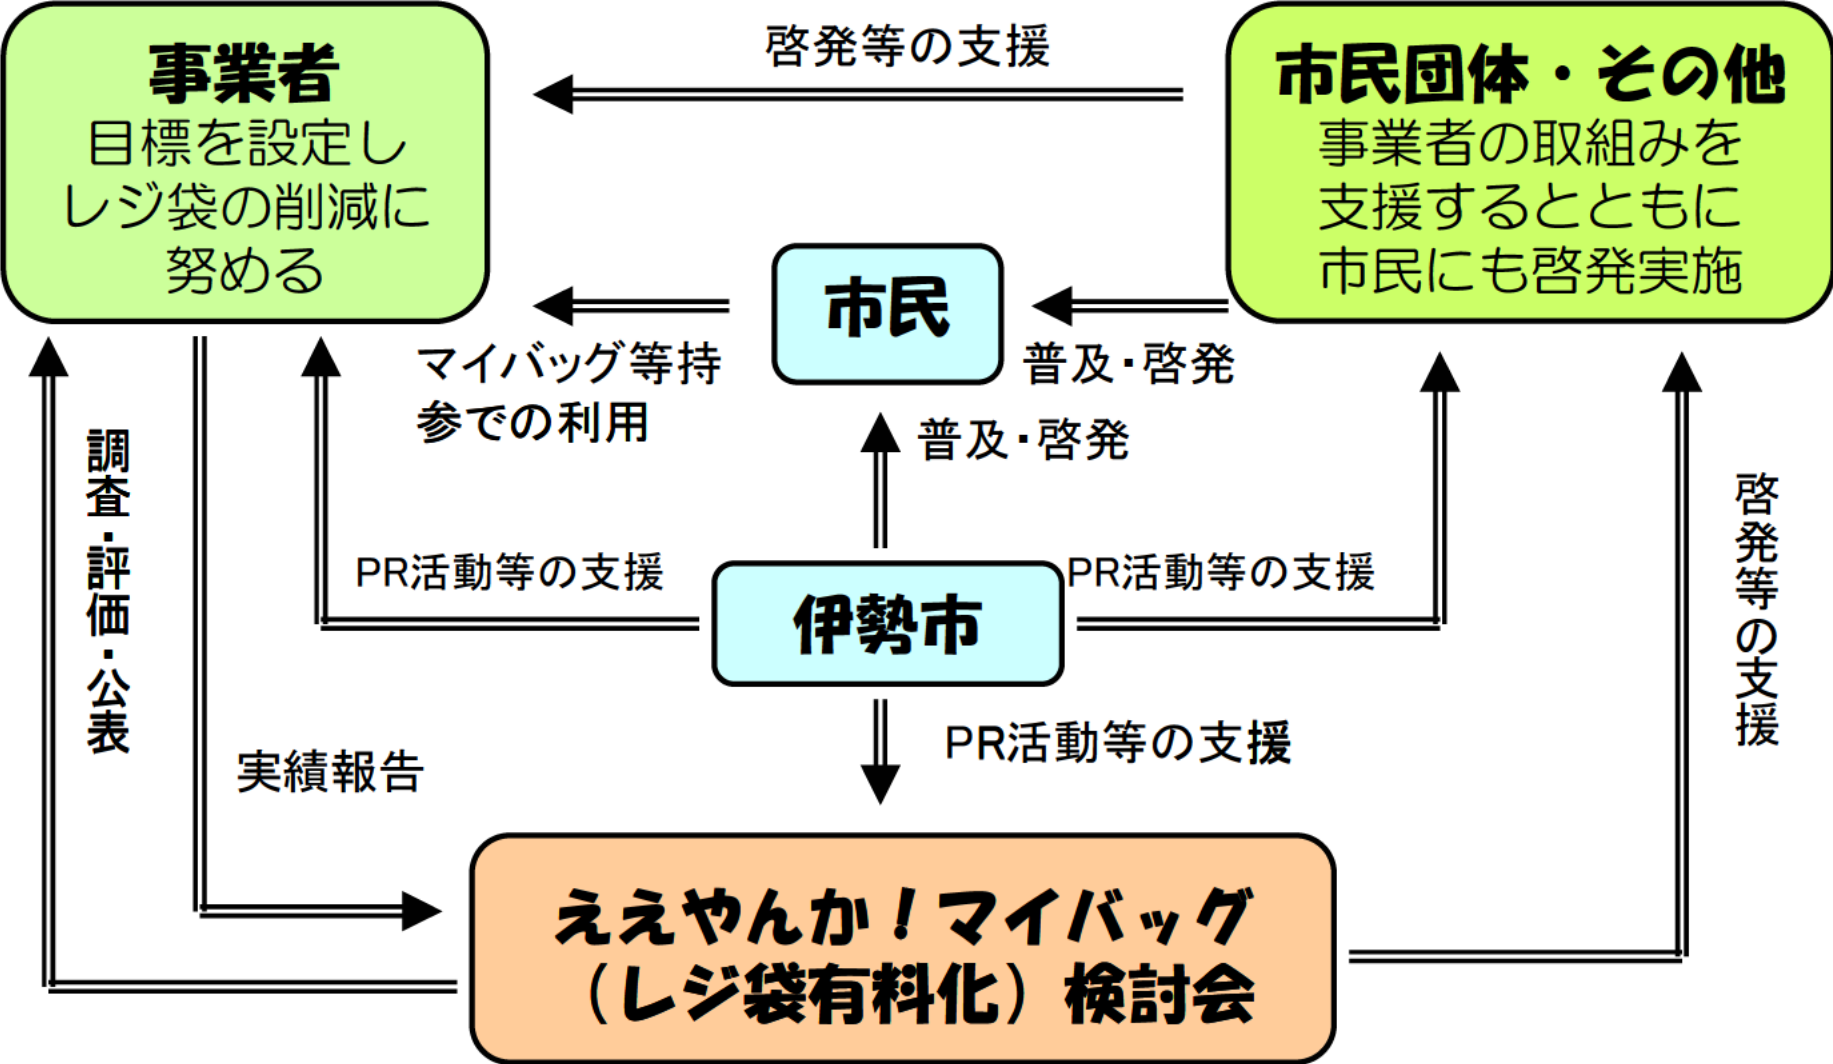 事業者
目標を設定し
レジ袋の削減に
努める
啓発等の支援
市民団体・その他
事業者の取組みを
支援するとともに
市民にも啓発実施
市民
マイバッグ等持
参での利用
普及・啓発
普及・啓発
調査・評価・公表
PR活動等の支援
伊勢市
PR活動等の支援
啓発等の支援
実績報告
PR活動等の支援
ええやんか！マイバッグ
（レジ袋有料化）検討会